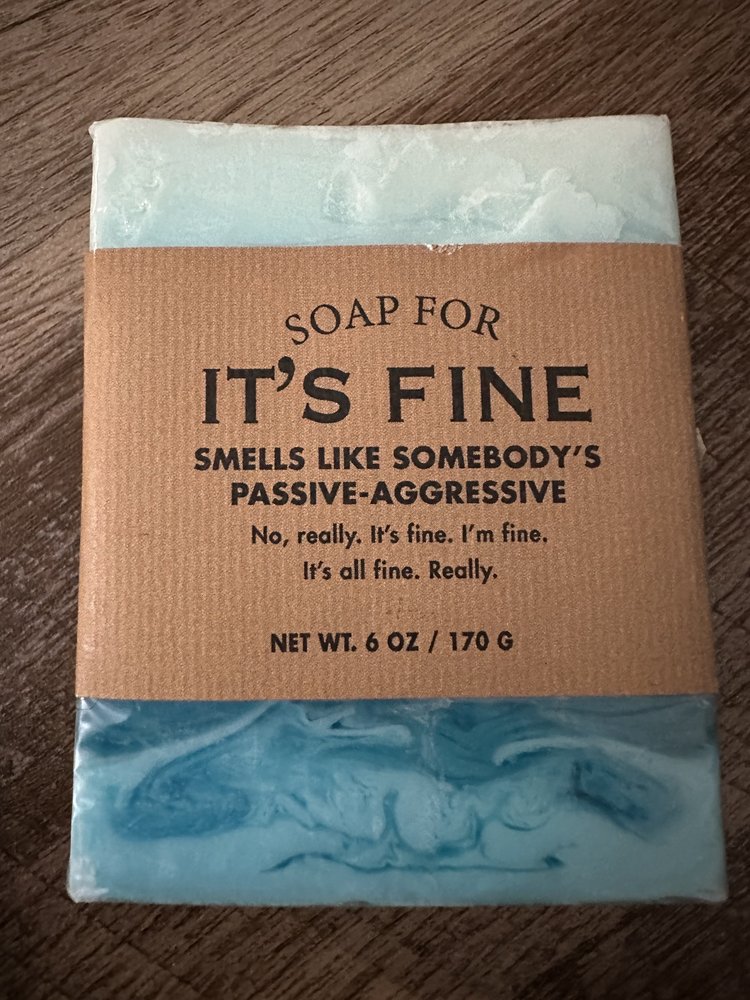 SOAP FOR
IT'S FINE
SMELLS LIKE SOMEBODY'S
PASSIVE-AGGRESSIVE
No, really. It's fine. I'm fine.
It's all fine. Really.
NET WT. 6 OZ / 170 G